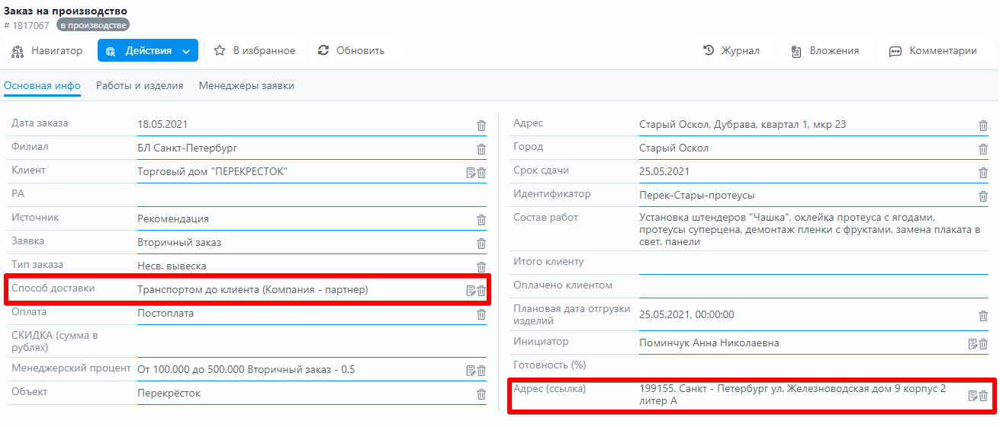 Заказ на производство
# 1817067 в производстве
Навигатор Действия В избранное Обновить Журнал Вложения Комментарии
Основная инфо Работы и изделия Менеджеры заявки
Дата заказа 18.05.2021
Филиал БЛ Санкт-Петербург
Клиент Торговый дом "ПЕРЕКРЕСТОК"
РА
Источник Рекомендация
Заявка Вторичный заказ
Тип заказа Несв. вывеска
Способ доставки Транспортом до клиента (Компания - партнер)
Оплата Постоплата
СКИДКА (сумма в
рублях)
Менеджерский процент От 100.000 до 500.000 Вторичный заказ - 0.5
Объект Перекрёсток
Адрес Старый Оскол, Дубрава, квартал 1, мкр 23
Город Старый Оскол
Срок сдачи 25.05.2021
Идентификатор Перек-Стары-протеусы
Состав работ Установка штендеров "Чашка", оклейка протеуса с ягодами,
протеусы суперцена, демонтаж пленки с фруктами, замена плаката в
свет. панели
Итого клиенту
Оплачено клиентом
Плановая дата отгрузки
изделий 25.05.2021, 00:00:00
Инициатор Поминчук Анна Николаевна
Готовность (%)
Адрес (ссылка) 199155. Санкт - Петербург ул. Железноводская дом 9 корпус 2
литер А